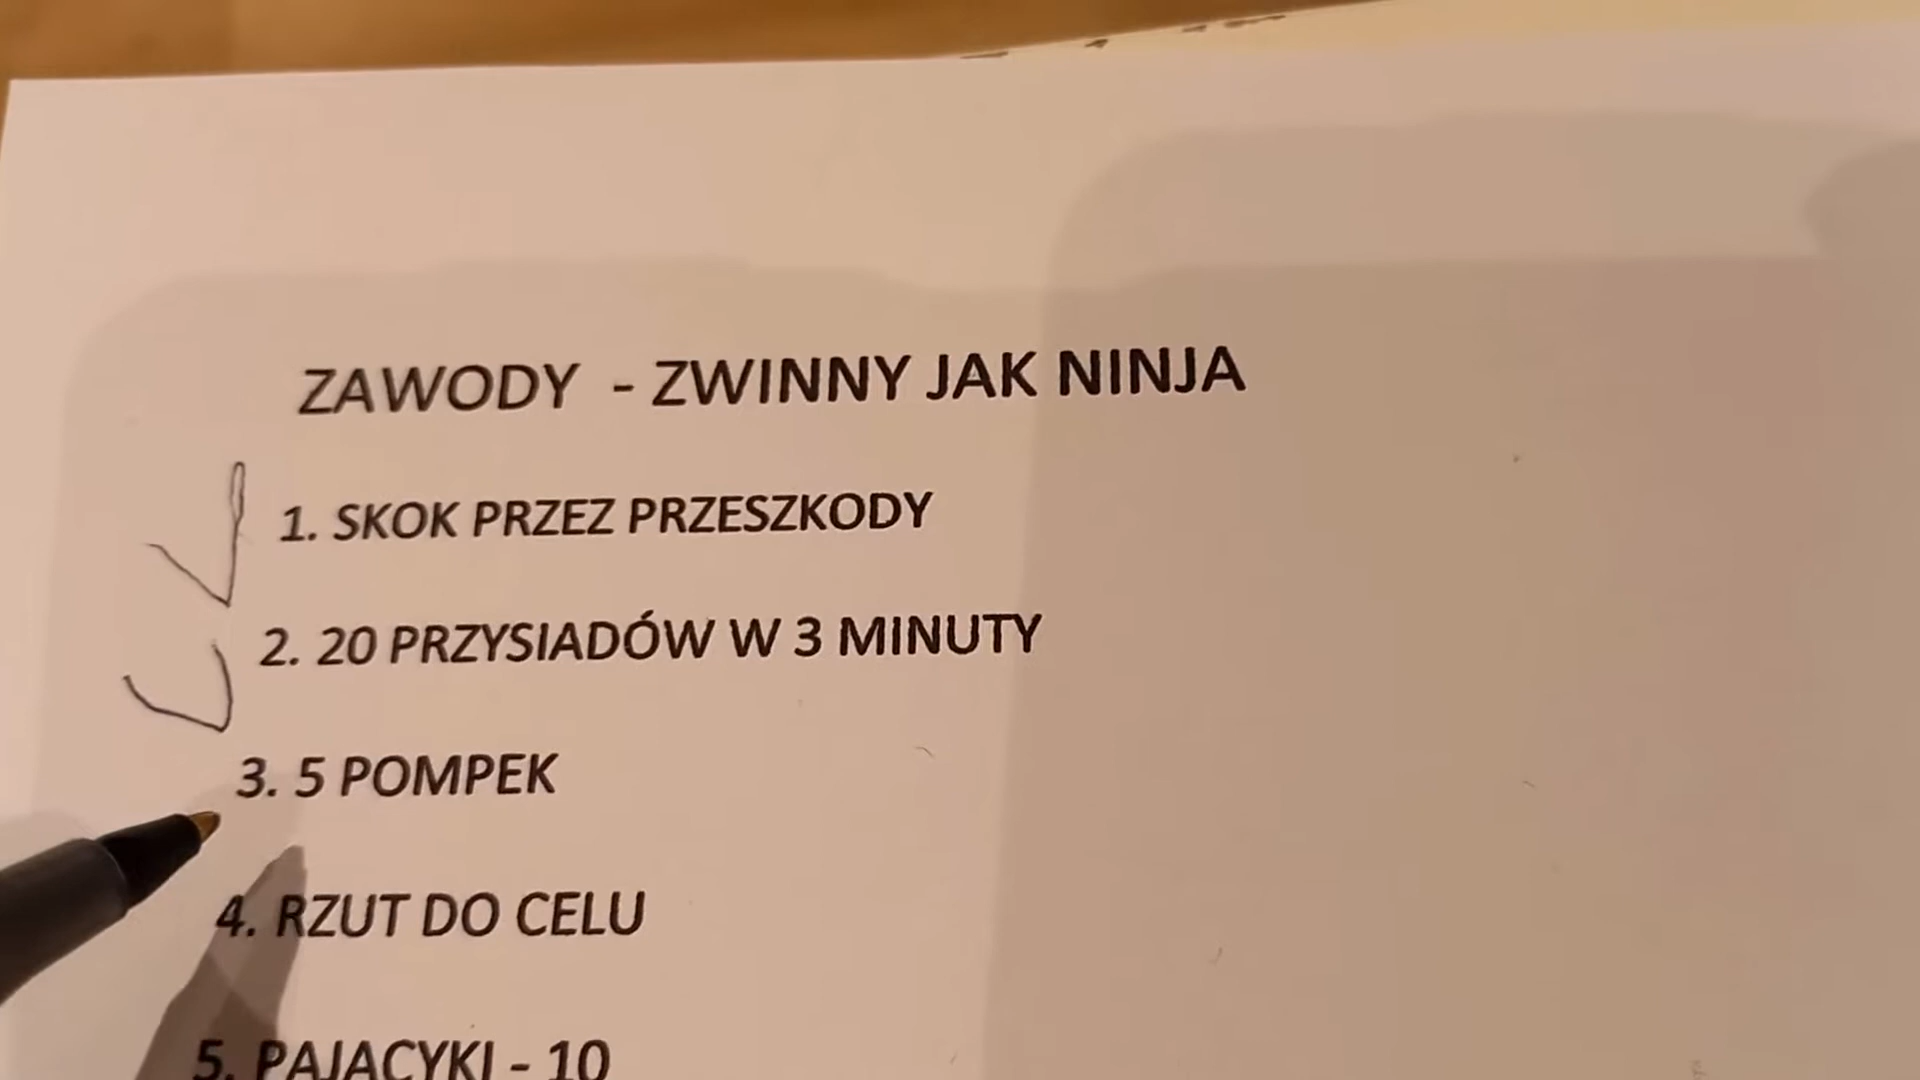 ZAWODY - ZWINNY JAK NINJA
1. SKOK PRZEZ PRZESZKODY
2. 20 PRZYSIADÓW W 3 MINUTY
3. 5 POMPEK
4. RZUT DO CELU
5. PAJACYKI - 10